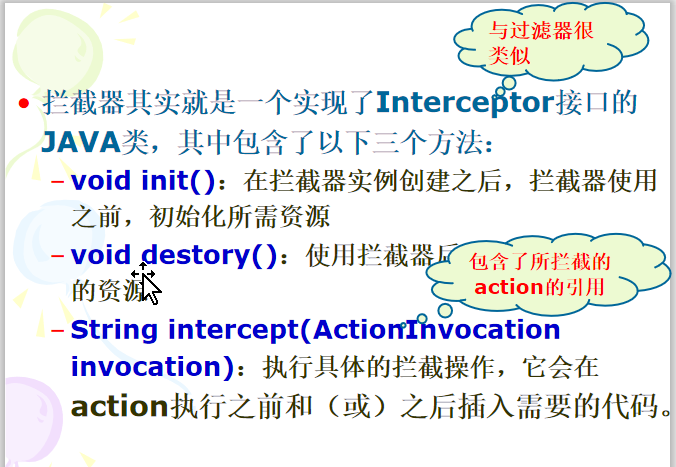 与过滤器很
类似
• 拦截器其实就是一个实现了Interceptor接口的
JAVA类，其中包含了以下三个方法：
– void init()：在拦截器实例创建之后，拦截器使用
之前，初始化所需资源
– void destory()：使用拦截器后
的资源
包含了所拦截的
action的引用
– String intercept(ActionInvocation
invocation)：执行具体的拦截操作，它会在
action执行之前和（或）之后插入需要的代码。